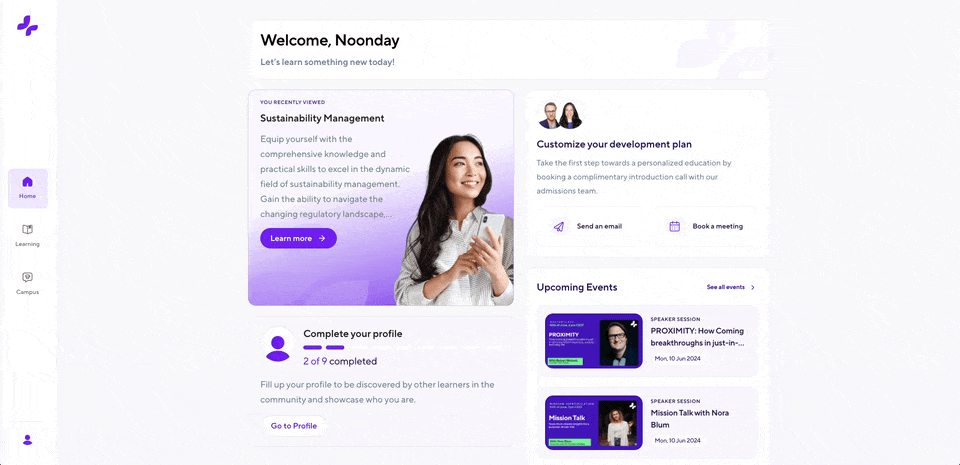 Welcome, Noonday
Let's learn something new today!
Home
Learning
Campus
YOU RECENTLY VIEWED
Sustainability Management
Equip yourself with the
comprehensive knowledge and
practical skills to excel in the dynamic
field of sustainability management.
Gain the ability to navigate the
changing regulatory landscape,...
Learn more
Complete your profile
2 of 9 completed
Fill up your profile to be discovered by other learners in the
community and showcase who you are.
Go to Profile
Customize your development plan
Take the first step towards a personalized education by
booking a complimentary introduction call with our
admissions team.
Send an email
Book a meeting
Upcoming Events
See all events
PROXIMITY
SPEAKER SESSION
PROXIMITY: How Coming
breakthroughs in just-in-...
Mon, 10 Jun 2024
Mission Talk
SPEAKER SESSION
Mission Talk with Nora
Blum
Mon, 10 Jun 2024